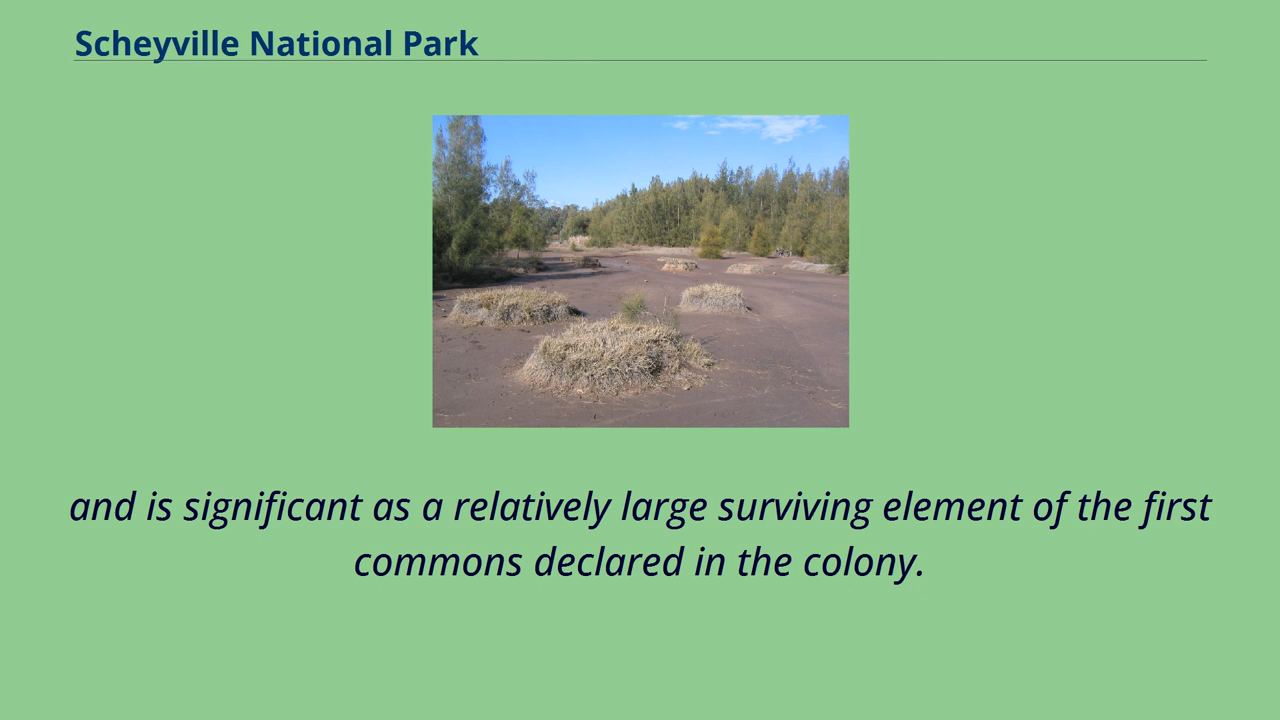 Scheyville National Park
and is significant as a relatively large surviving element of the first
commons declared in the colony.